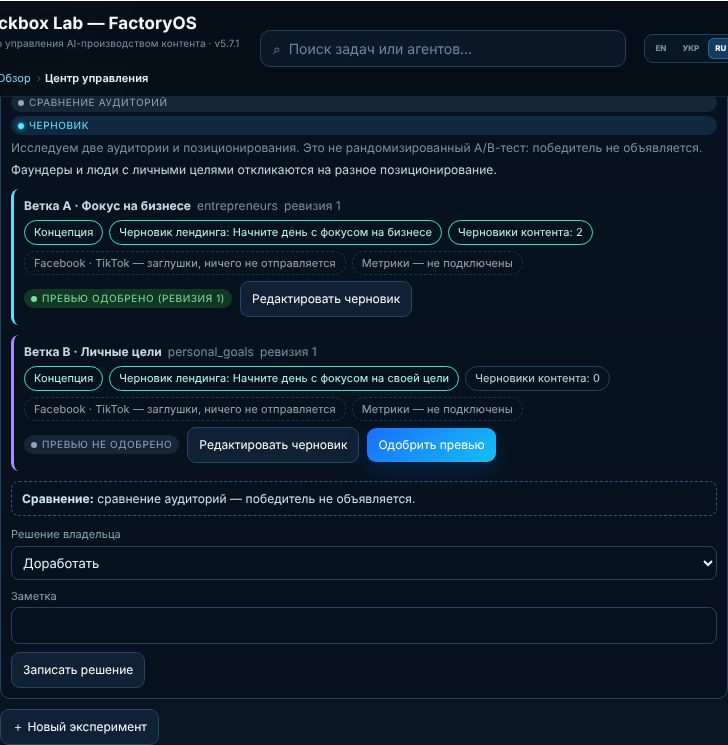 ckbox Lab — FactoryOS
управления AI-производством контента · v5.7.1
Поиск задач или агентов...
EN УКР RU
Обзор › Центр управления
СРАВНЕНИЕ АУДИТОРИЙ
ЧЕРНОВИК
Исследуем две аудитории и позиционирования. Это не рандомизированный A/B-тест: победитель не объявляется.
Фаундеры и люди с личными целями откликаются на разное позиционирование.
Ветка A · Фокус на бизнесе entrepreneurs ревизия 1
Концепция Черновик лендинга: Начните день с фокусом на бизнесе Черновики контента: 2
Facebook · TikTok — заглушки, ничего не отправляется Метрики — не подключены
ПРЕВЬЮ ОДОБРЕНО (РЕВИЗИЯ 1) Редактировать черновик
Ветка B · Личные цели personal_goals ревизия 1
Концепция Черновик лендинга: Начните день с фокусом на своей цели Черновики контента: 0
Facebook · TikTok — заглушки, ничего не отправляется Метрики — не подключены
ПРЕВЬЮ НЕ ОДОБРЕНО Редактировать черновик Одобрить превью
Сравнение: сравнение аудиторий — победитель не объявляется.
Решение владельца
Доработать
Заметка
Записать решение
+ Новый эксперимент